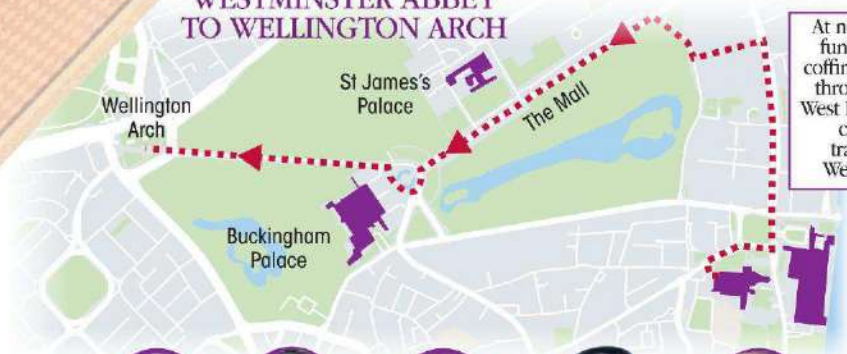 WESTMINSTER ABBEY
TO WELLINGTON ARCH
Wellington
Arch
St James's
Palace
The Mall
Buckingham
Palace
At n
fun
coffin
thro
West
c
tra
We